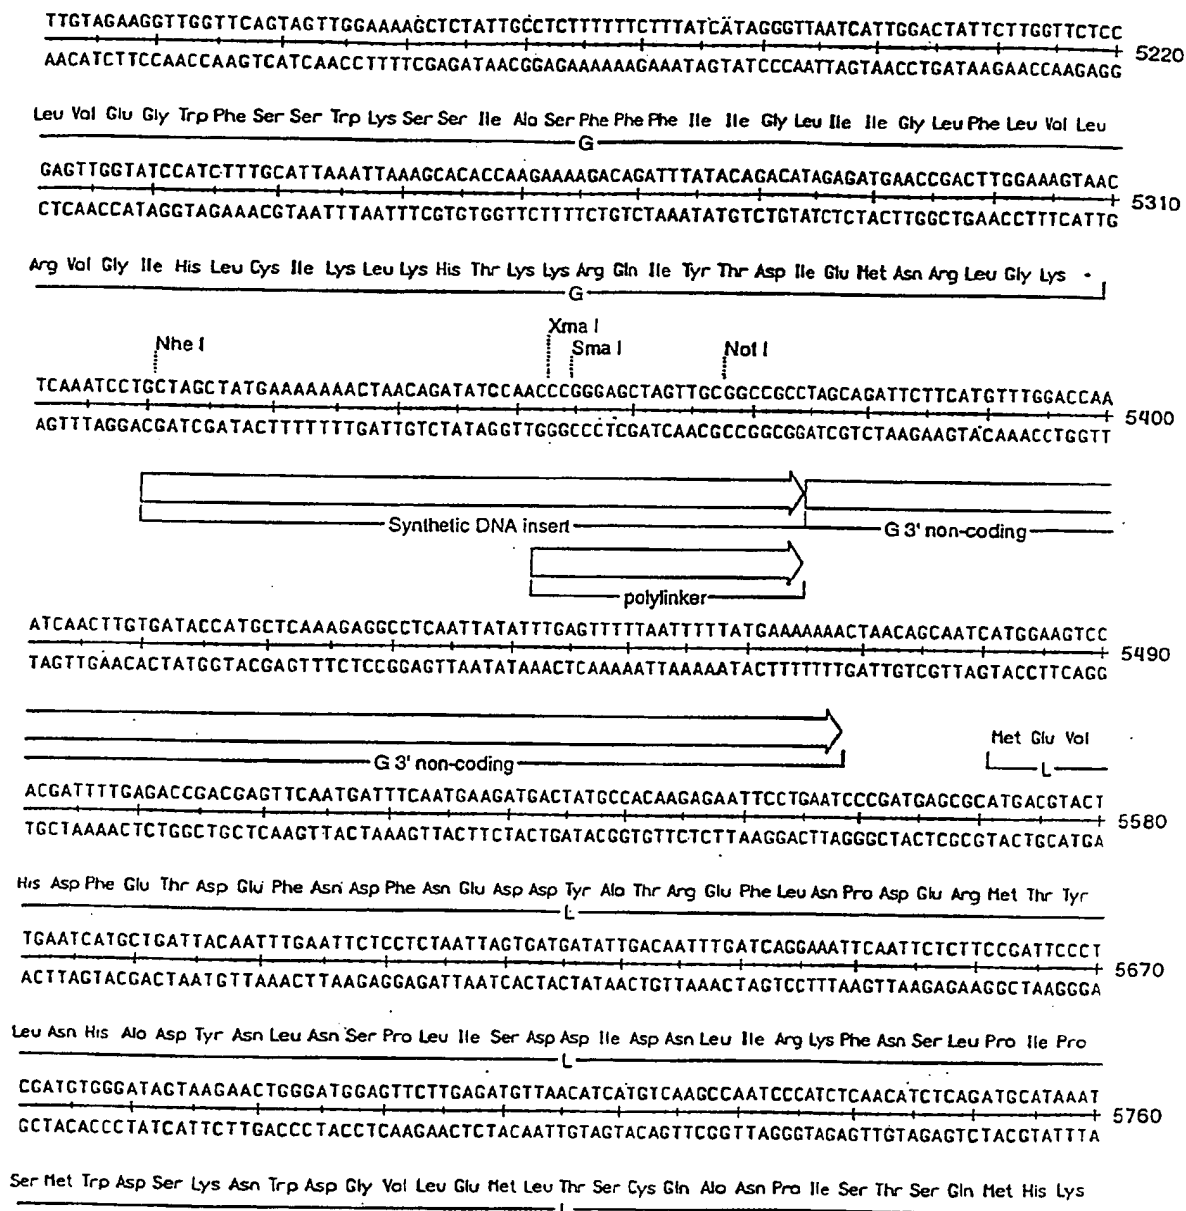 TTGTAGAAGGTTGGTTCAGTAGTTGGAAAAGCTCTATTGCCTCTTTTTTCTTTATCATAGGGTTAATCATTGGACTATTCTTGGTTCTCC
5220
AACATCTTCCAACCAAGTCATCAACCTTTTCGAGATAACGGAGAAAAAAGAAATAGTATCCCAATTAGTAACCTGATAAGAACCAAGAGG
Leu Val Glu Gly Trp Phe Ser Ser Trp Lys Ser Ser Ile Ala Ser Phe Phe Phe Ile Ile Gly Leu Ile Ile Gly Leu Phe Leu Val Leu
G
GAGTTGGTATCCATCTTTGCATTAAATTAAAGCACACCAAGAAAAGACAGATTTATACAGACATAGAGATGAACCGACTTGGAAAGTAAC
5310
CTCAACCATAGGTAGAAACGTAATTTAATTTCGTGTGGTTCTTTTCTGTCTAAATATGTCTGTATCTCTACTTGGCTGAACCTTTCATTG
Arg Val Gly Ile His Leu Cys Ile Lys Leu Lys His Thr Lys Lys Arg Gln Ile Tyr Thr Asp Ile Glu Met Asn Arg Leu Gly Lys .
G
Nhe I
Xma I
Sma I
Not I
TCAAATCCTGCTAGCTATGAAAAAAACTAACAGATATCCAACCCGGGAGCTAGTTGCGGCCGCCTAGCAGATTCTTCATGTTTGGACCAA
5400
AGTTTAGGACGATCGATACTTTTTTTGATTGTCTATAGGTTGGGCCCTCGATCAACGCCGGCGGATCGTCTAAGAAGTACAAACCTGGTT
Synthetic DNA insert
G 3' non-coding
polylinker
ATCAACTTGTGATACCATGCTCAAAGAGGCCTCAATTATATTTGAGTTTTTAATTTTTATGAAAAAAACTAACAGCAATCATGGAAGTCC
5490
TAGTTGAACACTATGGTACGAGTTTCTCCGGAGTTAATATAAACTCAAAAATTAAAAATACTTTTTTTGATTGTCGTTAGTACCTTCAGG
Met Glu Val
G 3' non-coding
L
ACGATTTTGAGACCGACGAGTTCAATGATTTCAATGAAGATGACTATGCCACAAGAGAATTCCTGAATCCCGATGAGCGCATGACGTACT
5580
TGCTAAAACTCTGGCTGCTCAAGTTACTAAAGTTACTTCTACTGATACGGTGTTCTCTTAAGGACTTAGGGCTACTCGCGTACTGCATGA
His Asp Phe Glu Thr Asp Glu Phe Asn Asp Phe Asn Glu Asp Asp Tyr Ala Thr Arg Glu Phe Leu Asn Pro Asp Glu Arg Met Thr Tyr
L
TGAATCATGCTGATTACAATTTGAATTCTCCTCTAATTAGTGATGATATTGACAATTTGATCAGGAAATTCAATTCTCTTCCGATTCCCT
5670
ACTTAGTACGACTAATGTTAAACTTAAGAGGAGATTAATCACTACTATAACTGTTAAACTAGTCCTTTAAGTTAAGAGAAGGCTAAGGGA
Leu Asn His Ala Asp Tyr Asn Leu Asn Ser Pro Leu Ile Ser Asp Asp Ile Asp Asn Leu Ile Arg Lys Phe Asn Ser Leu Pro Ile Pro
L
CGATGTGGGATAGTAAGAACTGGGATGGAGTTCTTGAGATGTTAACATCATGTCAAGCCAATCCCATCTCAACATCTCAGATGCATAAAT
5760
GCTACACCCTATCATTCTTGACCCTACCTCAAGAACTCTACAATTGTAGTACAGTTCGGTTAGGGTAGAGTTGTAGAGTCTACGTATTTA
Ser Met Trp Asp Ser Lys Asn Trp Asp Gly Val Leu Glu Met Leu Thr Ser Cys Gln Ala Asn Pro Ile Ser Thr Ser Gln Met His Lys
L